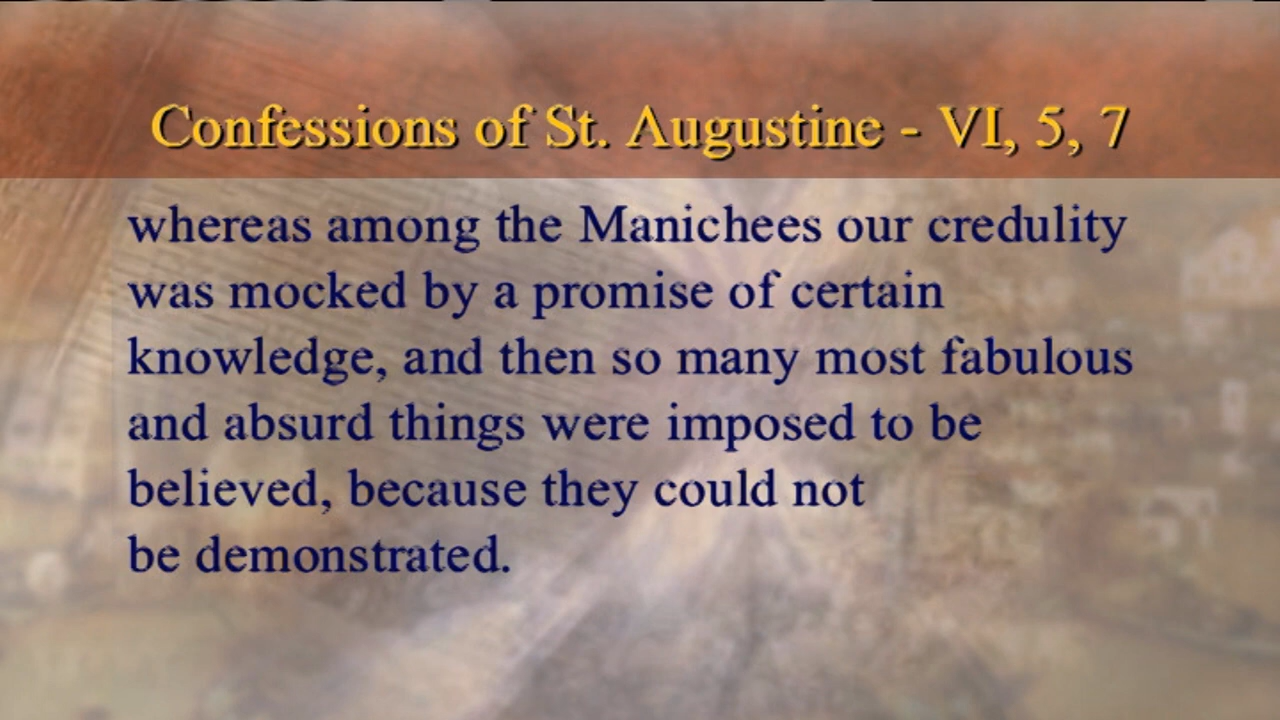 Confessions of St. Augustine - VI, 5, 7
whereas among the Manichees our credulity
was mocked by a promise of certain
knowledge, and then so many most fabulous
and absurd things were imposed to be
believed, because they could not
be demonstrated.